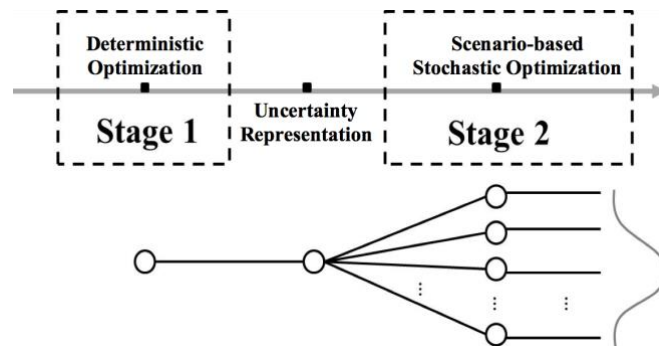 Deterministic
Optimization
Stage 1
Uncertainty
Representation
Scenario-based
Stochastic Optimization
Stage 2